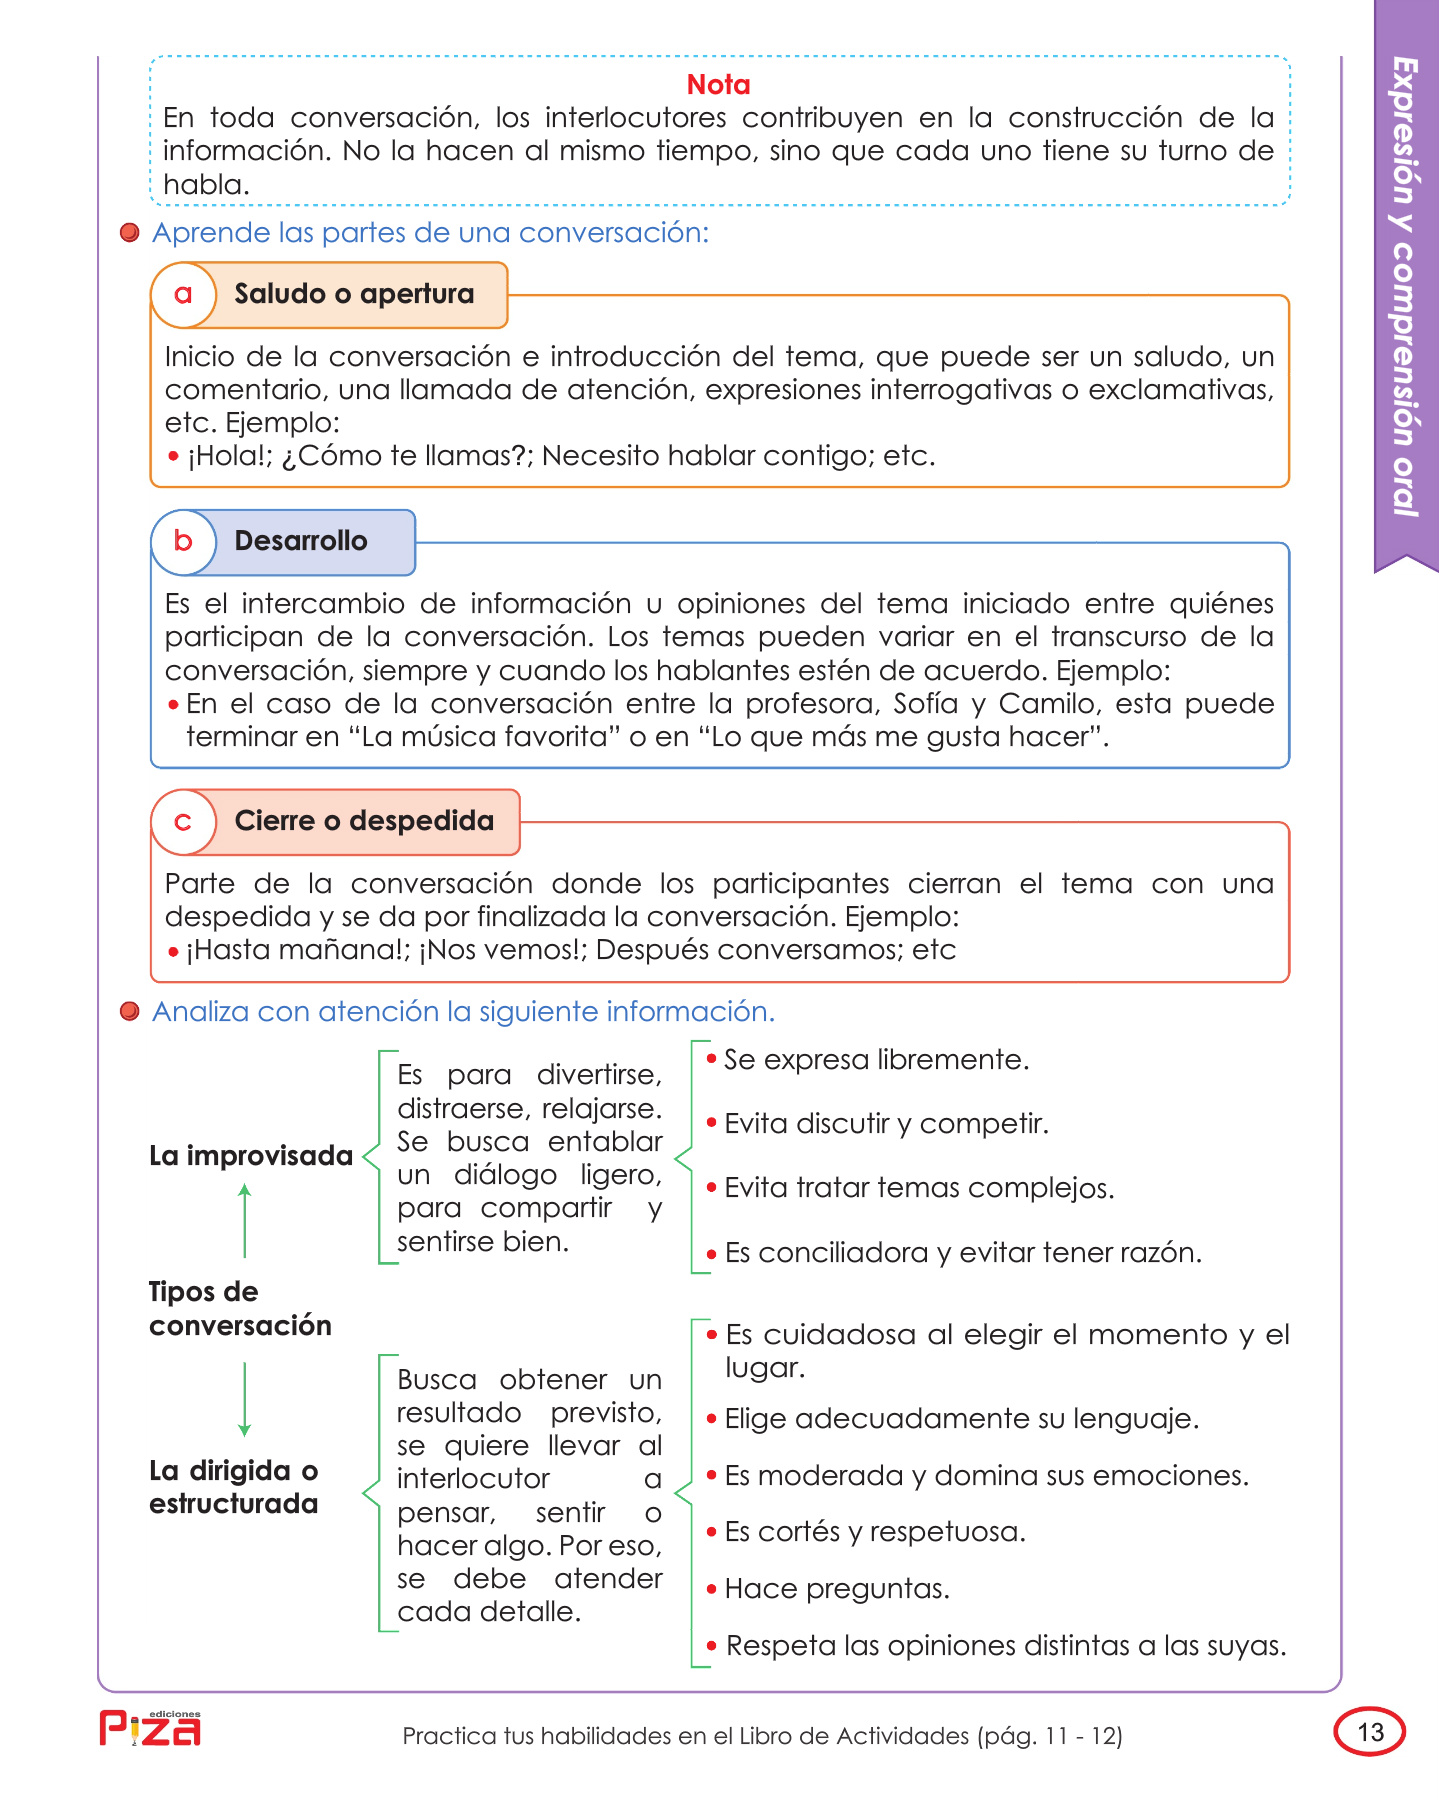 Expresión y comprensión oral
Nota
En toda conversación, los interlocutores contribuyen en la construcción de la
información. No la hacen al mismo tiempo, sino que cada uno tiene su turno de
habla.
Aprende las partes de una conversación:
a Saludo o apertura
Inicio de la conversación e introducción del tema, que puede ser un saludo, un
comentario, una llamada de atención, expresiones interrogativas o exclamativas,
etc. Ejemplo:
• ¡Hola!; ¿Cómo te llamas?; Necesito hablar contigo; etc.
b Desarrollo
Es el intercambio de información u opiniones del tema iniciado entre quiénes
participan de la conversación. Los temas pueden variar en el transcurso de la
conversación, siempre y cuando los hablantes estén de acuerdo. Ejemplo:
• En el caso de la conversación entre la profesora, Sofía y Camilo, esta puede
terminar en “La música favorita” o en “Lo que más me gusta hacer”.
c Cierre o despedida
Parte de la conversación donde los participantes cierran el tema con una
despedida y se da por finalizada la conversación. Ejemplo:
• ¡Hasta mañana!; ¡Nos vemos!; Después conversamos; etc
Analiza con atención la siguiente información.
Tipos de
conversación
La improvisada
Es para divertirse,
distraerse, relajarse.
Se busca entablar
un diálogo ligero,
para compartir y
sentirse bien.
• Se expresa libremente.
• Evita discutir y competir.
• Evita tratar temas complejos.
• Es conciliadora y evitar tener razón.
La dirigida o
estructurada
Busca obtener un
resultado previsto,
se quiere llevar al
interlocutor a
pensar, sentir o
hacer algo. Por eso,
se debe atender
cada detalle.
• Es cuidadosa al elegir el momento y el
lugar.
• Elige adecuadamente su lenguaje.
• Es moderada y domina sus emociones.
• Es cortés y respetuosa.
• Hace preguntas.
• Respeta las opiniones distintas a las suyas.
ediciones
PIZA
Practica tus habilidades en el Libro de Actividades (pág. 11 - 12)
13